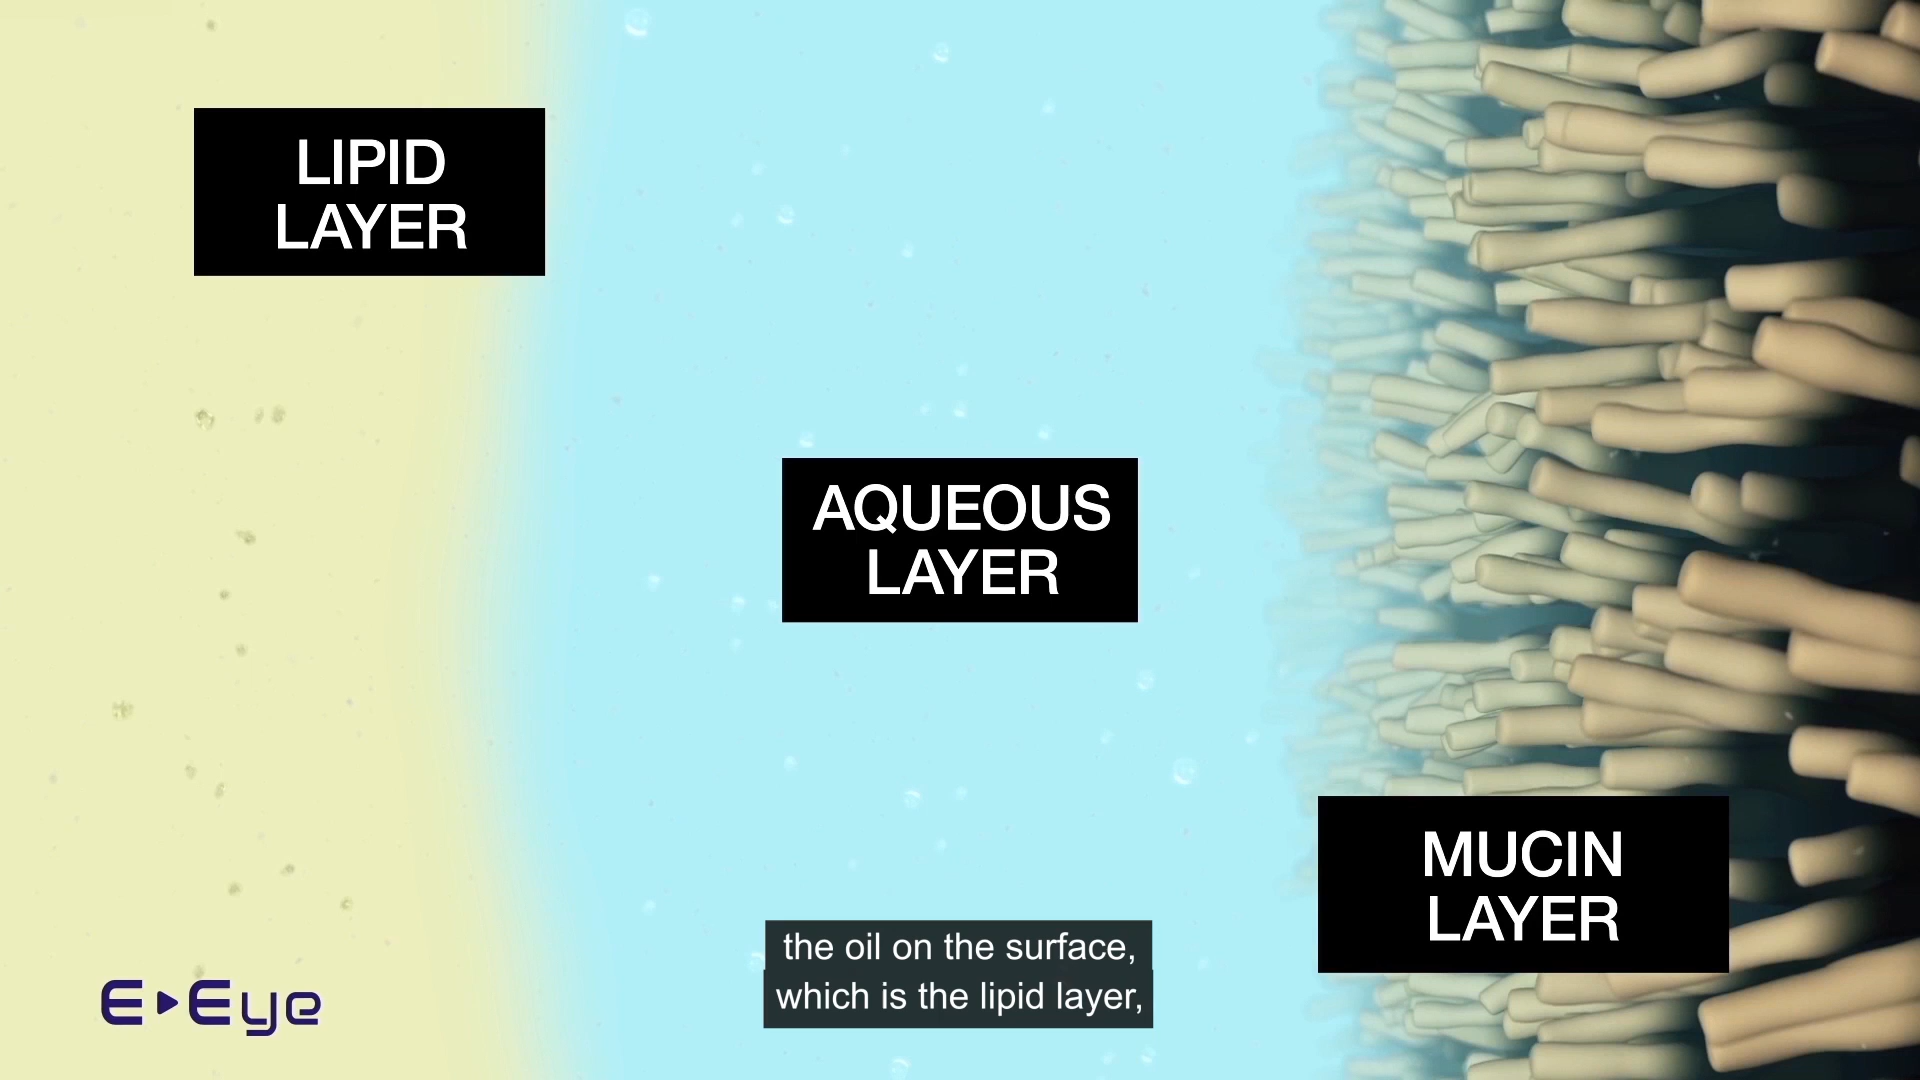 LIPID
LAYER
AQUEOUS
LAYER
MUCIN
LAYER
the oil on the surface,
which is the lipid layer,
E Eye